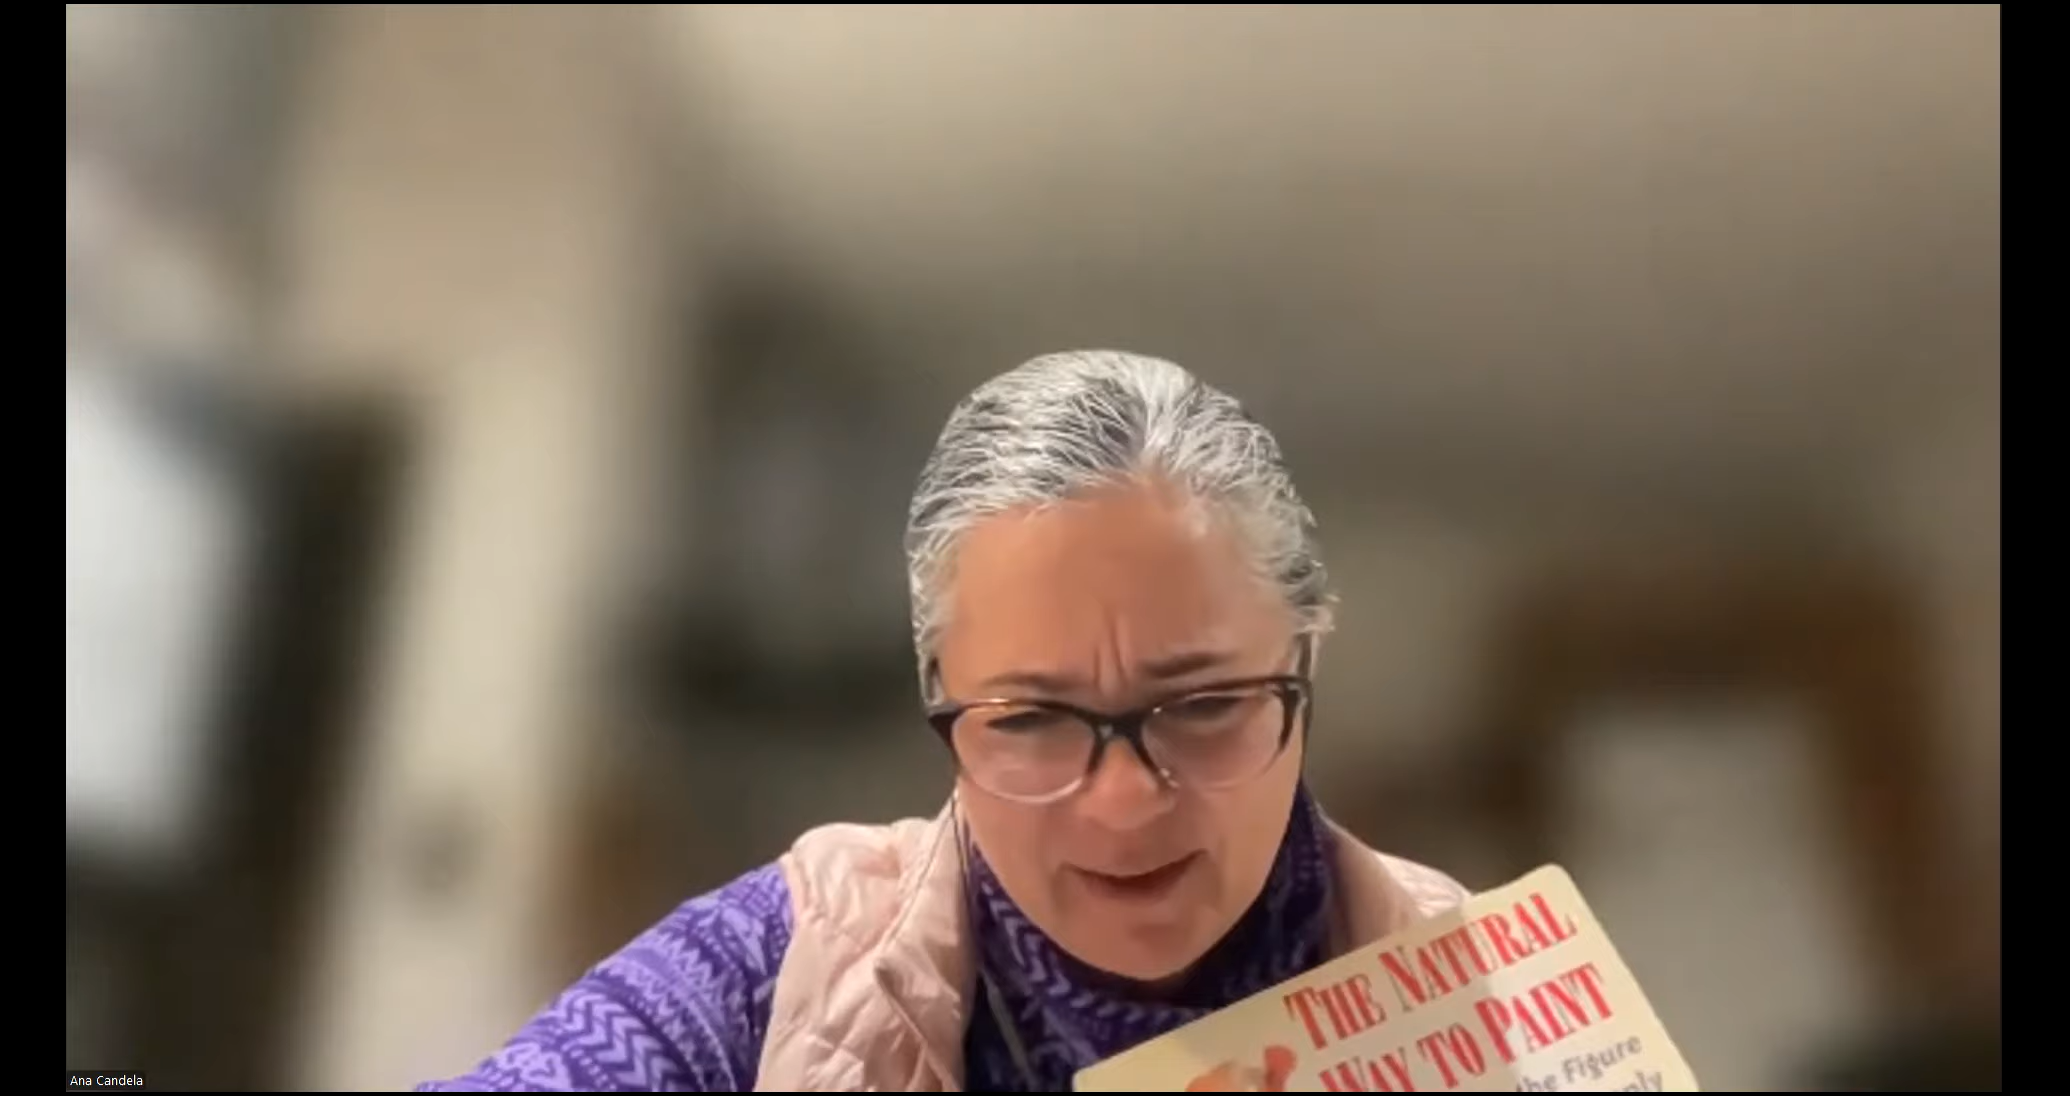 THE NATURAL
WAY TO PAINT
the Figure
Ana Candela